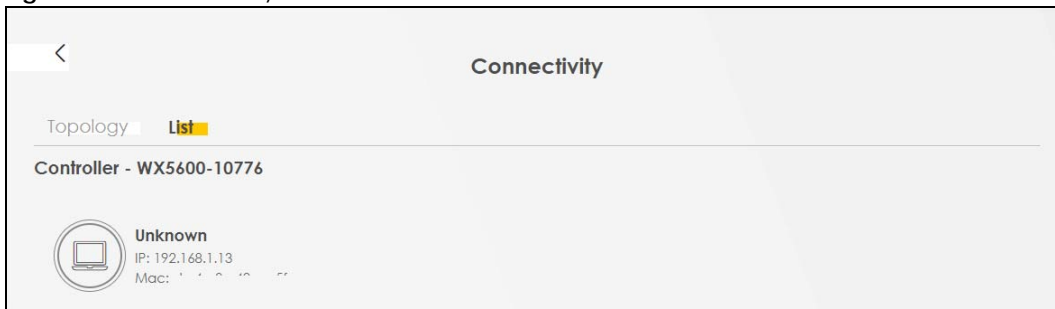 Connectivity
Topology List
Controller - WX5600-10776
Unknown
IP: 192.168.1.13
Mac: